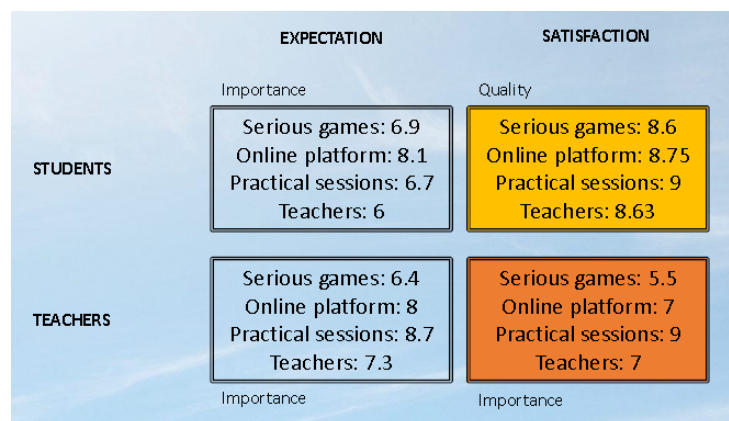 EXPECTATION
SATISFACTION
Importance
Quality
STUDENTS
Serious games: 6.9
Online platform: 8.1
Practical sessions: 6.7
Teachers: 6
Serious games: 8.6
Online platform: 8.75
Practical sessions: 9
Teachers: 8.63
TEACHERS
Serious games: 6.4
Online platform: 8
Practical sessions: 8.7
Teachers: 7.3
Serious games: 5.5
Online platform: 7
Practical sessions: 9
Teachers: 7
Importance
Importance